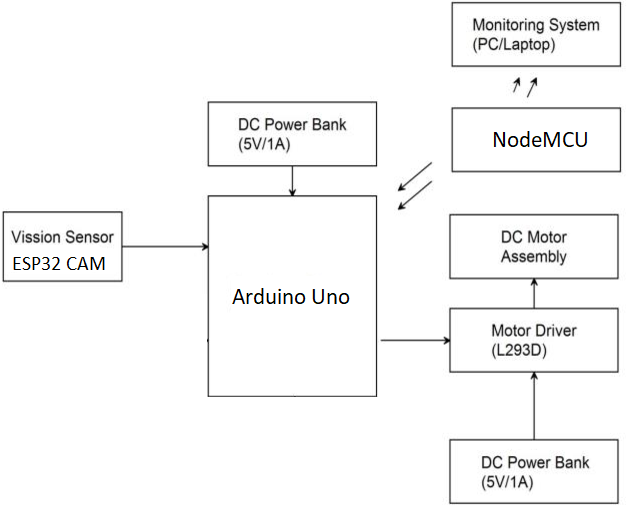 Monitoring System
(PC/Laptop)
DC Power Bank
(5V/1A)
NodeMCU
Vission Sensor
ESP32 CAM
Arduino Uno
DC Motor
Assembly
Motor Driver
(L293D)
DC Power Bank
(5V/1A)